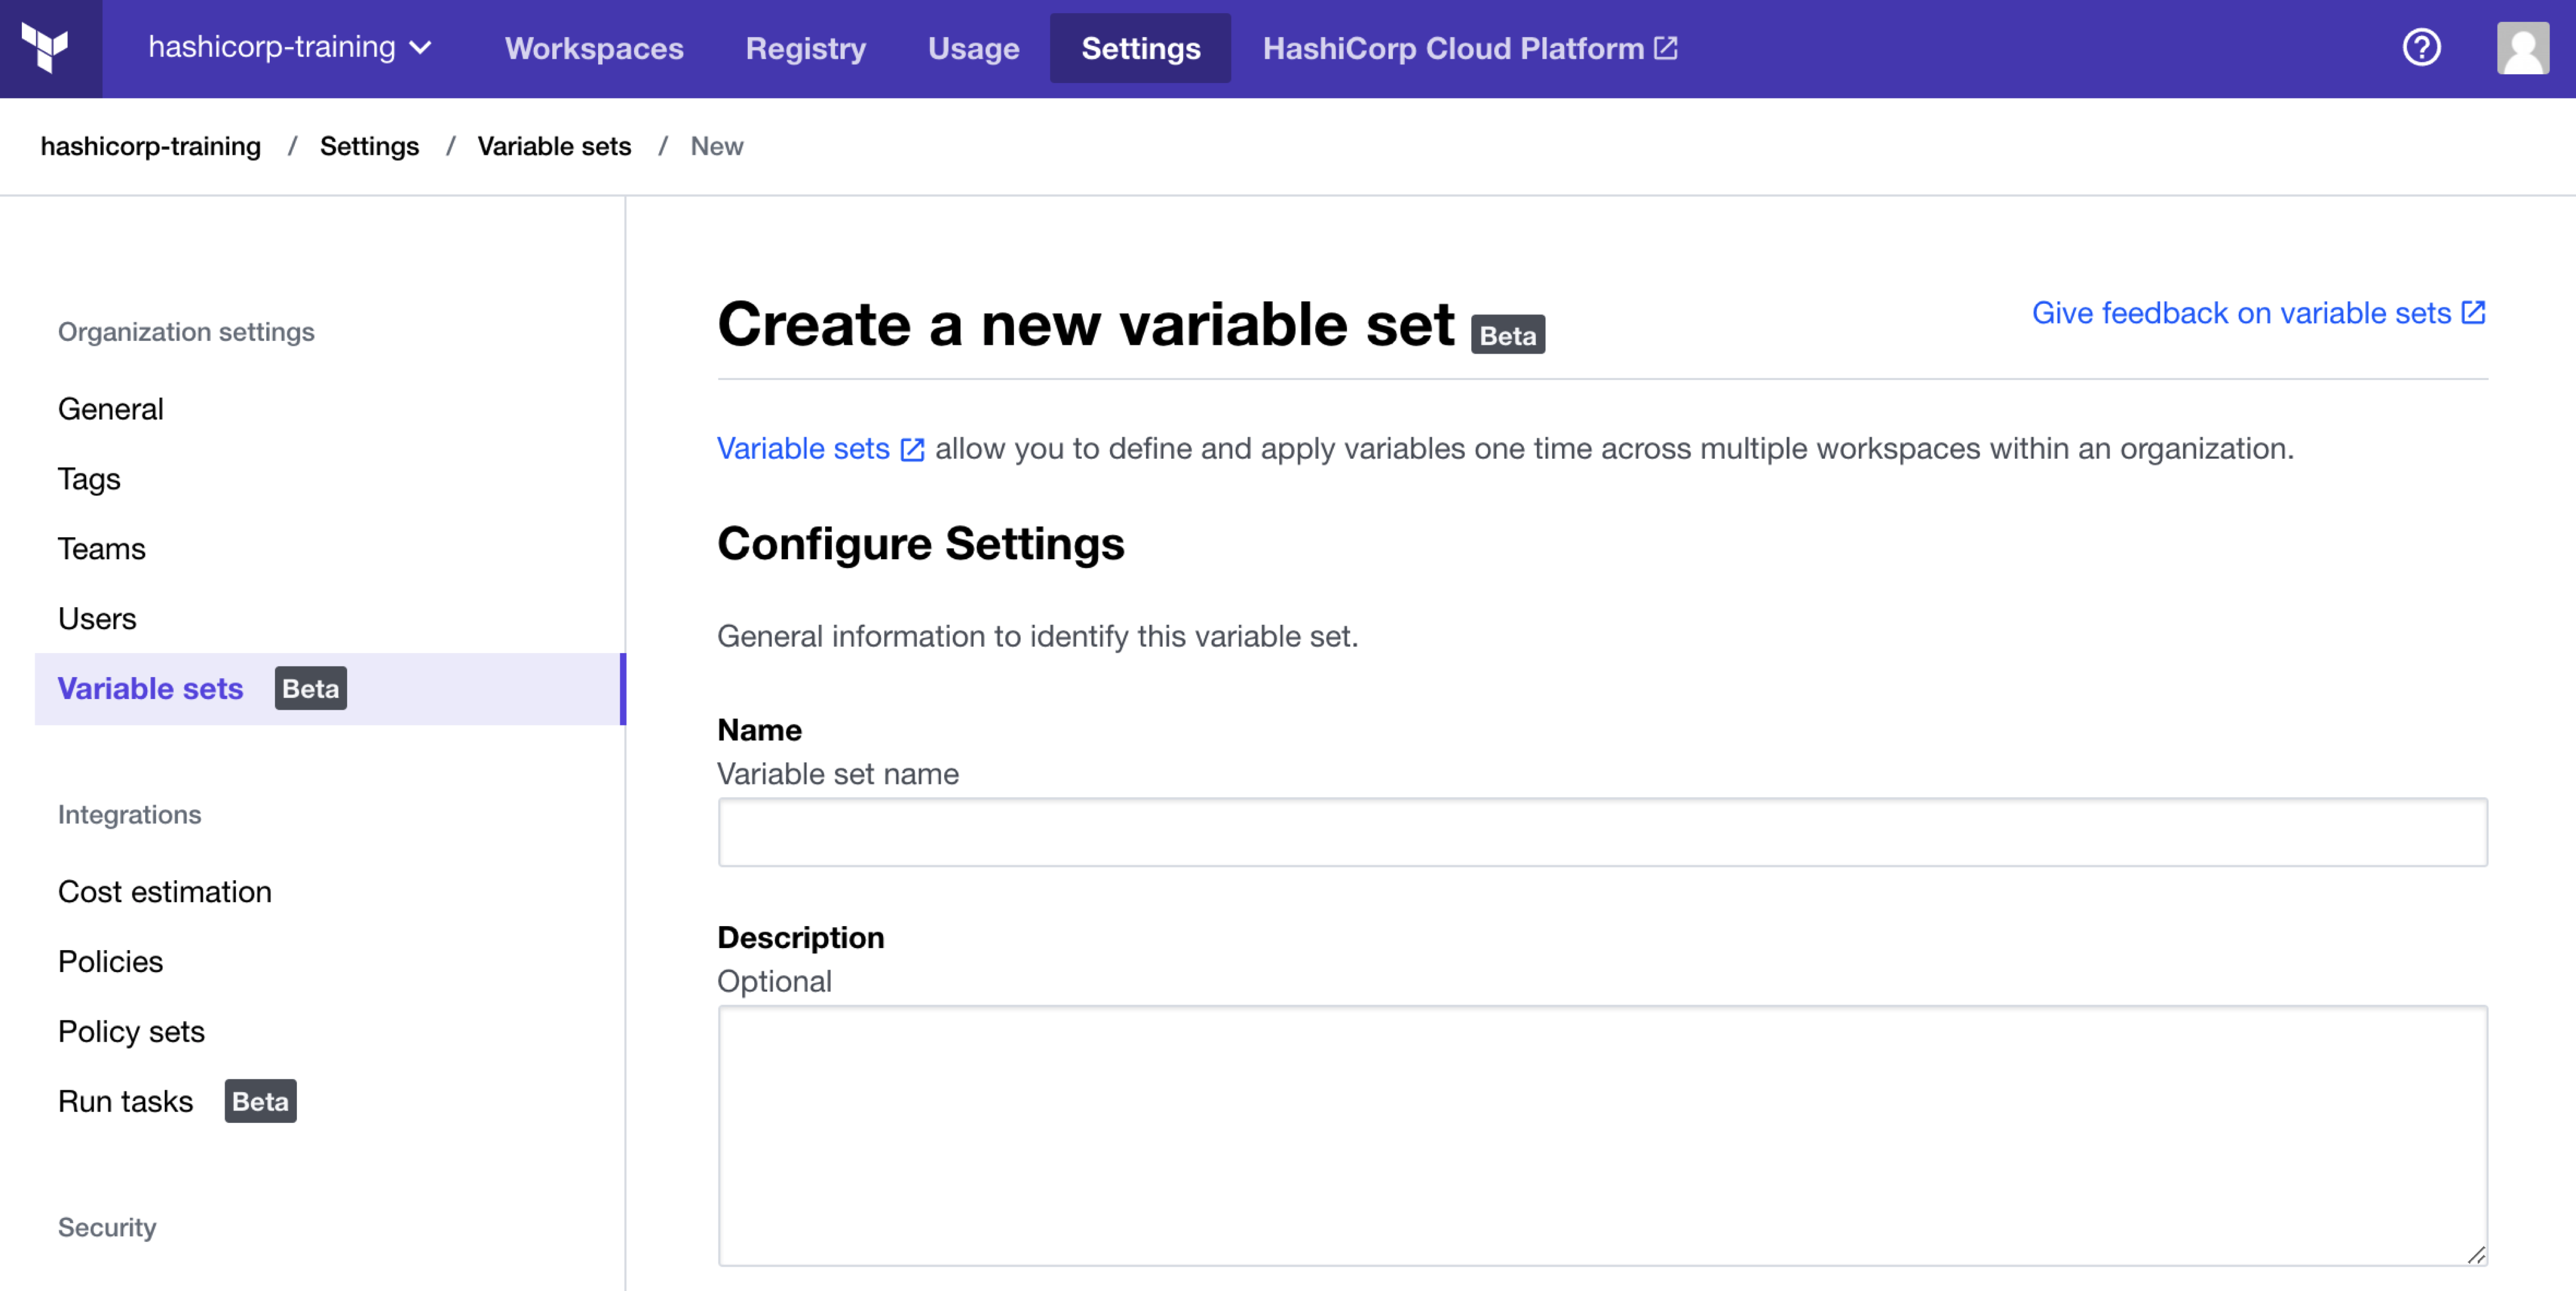 hashicorp-training Workspaces Registry Usage Settings HashiCorp Cloud Platform
hashicorp-training / Settings / Variable sets / New
Organization settings
General
Tags
Teams
Users
Variable sets Beta
Integrations
Cost estimation
Policies
Policy sets
Run tasks Beta
Security
Create a new variable set Beta
Give feedback on variable sets
Variable sets allow you to define and apply variables one time across multiple workspaces within an organization.
Configure Settings
General information to identify this variable set.
Name
Variable set name
Description
Optional